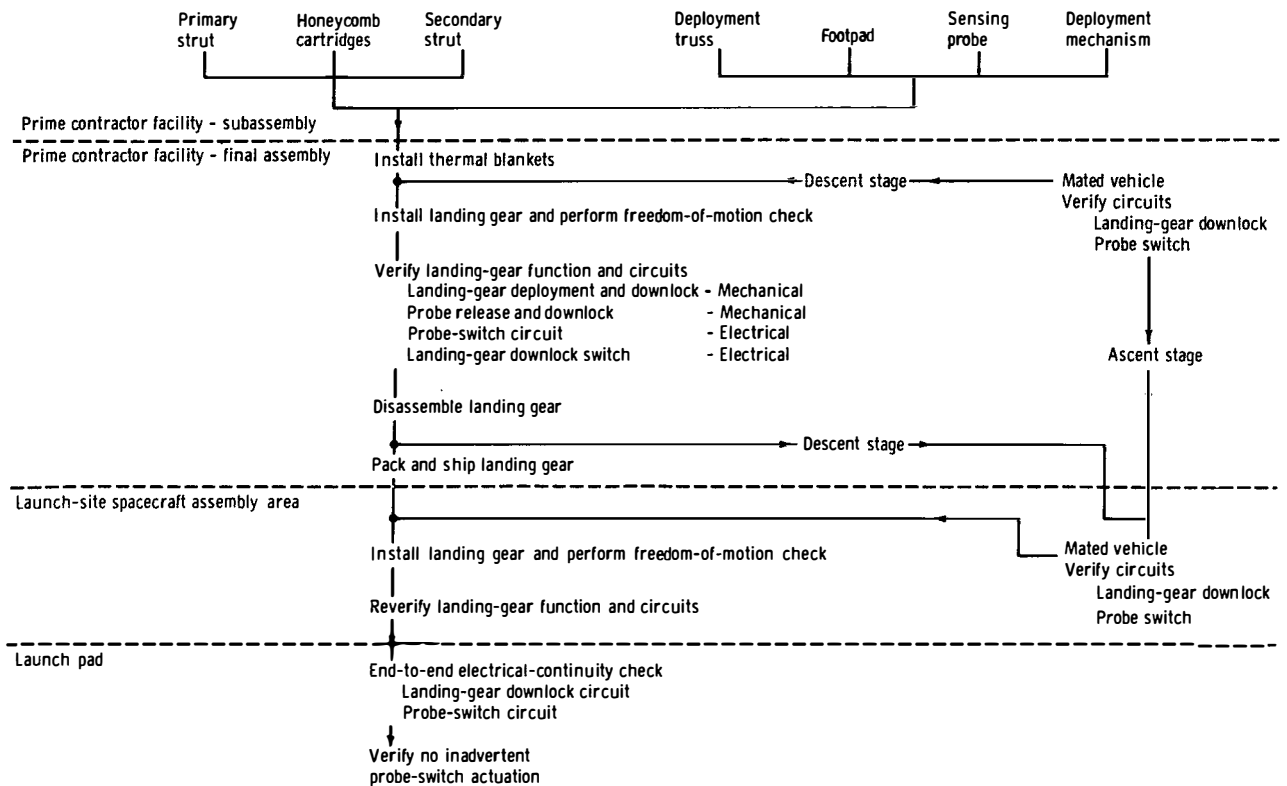 Primary strut
Honeycomb cartridges
Secondary strut
Deployment truss
Footpad
Sensing probe
Deployment mechanism
Prime contractor facility - subassembly
Prime contractor facility - final assembly
Install thermal blankets
Descent stage
Mated vehicle
Verify circuits
Landing-gear downlock
Probe switch
Install landing gear and perform freedom-of-motion check
Verify landing-gear function and circuits
Landing-gear deployment and downlock - Mechanical
Probe release and downlock - Mechanical
Probe-switch circuit - Electrical
Landing-gear downlock switch - Electrical
Ascent stage
Disassemble landing gear
Descent stage
Pack and ship landing gear
Launch-site spacecraft assembly area
Install landing gear and perform freedom-of-motion check
Mated vehicle
Verify circuits
Landing-gear downlock
Probe switch
Reverify landing-gear function and circuits
Launch pad
End-to-end electrical-continuity check
Landing-gear downlock circuit
Probe-switch circuit
Verify no inadvertent
probe-switch actuation